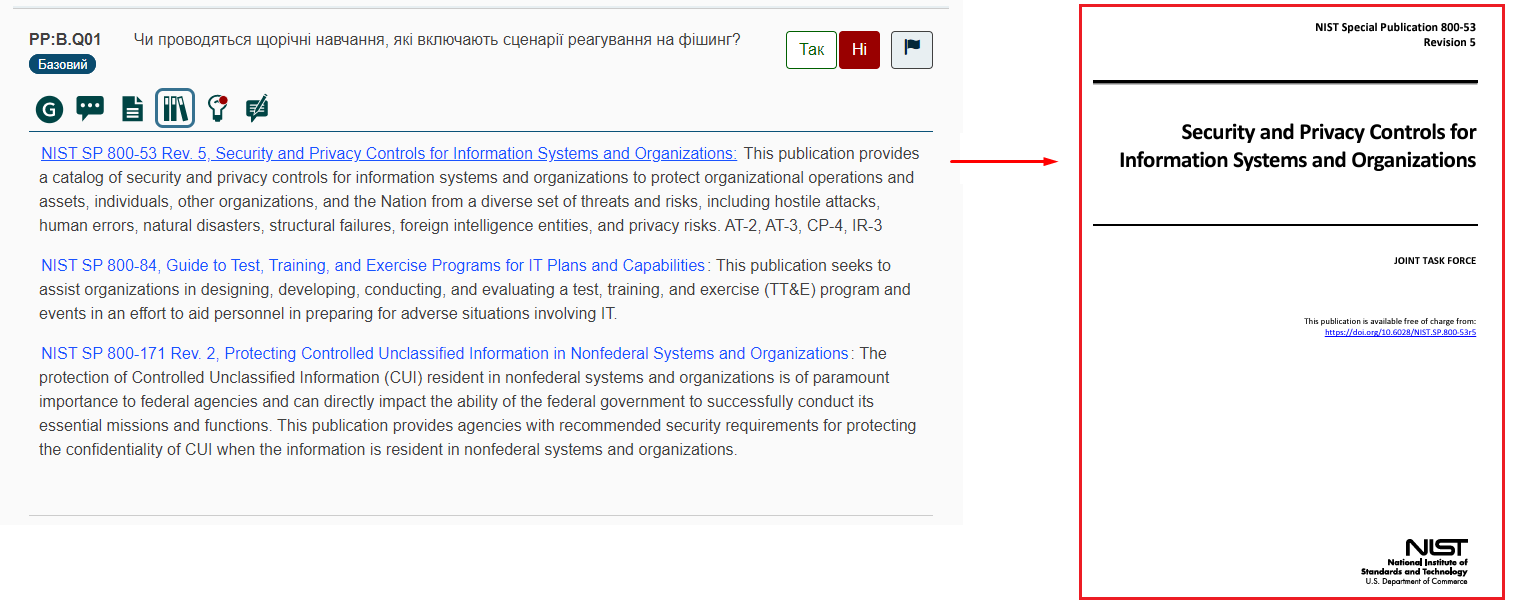 PP:B.Q01 Чи проводяться щорічні навчання, які включають сценарії реагування на фішинг? Так Ні
Базовий
G
NIST SP 800-53 Rev. 5, Security and Privacy Controls for Information Systems and Organizations: This publication provides
a catalog of security and privacy controls for information systems and organizations to protect organizational operations and
assets, individuals, other organizations, and the Nation from a diverse set of threats and risks, including hostile attacks,
human errors, natural disasters, structural failures, foreign intelligence entities, and privacy risks. AT-2, AT-3, CP-4, IR-3
NIST SP 800-84, Guide to Test, Training, and Exercise Programs for IT Plans and Capabilities: This publication seeks to
assist organizations in designing, developing, conducting, and evaluating a test, training, and exercise (TT&E) program and
events in an effort to aid personnel in preparing for adverse situations involving IT.
NIST SP 800-171 Rev. 2, Protecting Controlled Unclassified Information in Nonfederal Systems and Organizations: The
protection of Controlled Unclassified Information (CUI) resident in nonfederal systems and organizations is of paramount
importance to federal agencies and can directly impact the ability of the federal government to successfully conduct its
essential missions and functions. This publication provides agencies with recommended security requirements for protecting
the confidentiality of CUI when the information is resident in nonfederal systems and organizations.
NIST Special Publication 800-53
Revision 5
Security and Privacy Controls for
Information Systems and Organizations
JOINT TASK FORCE
This publication is available free of charge from:
https://doi.org/10.6028/NIST.SP.800-53r5
NIST
National Institute of
Standards and Technology
U.S. Department of Commerce